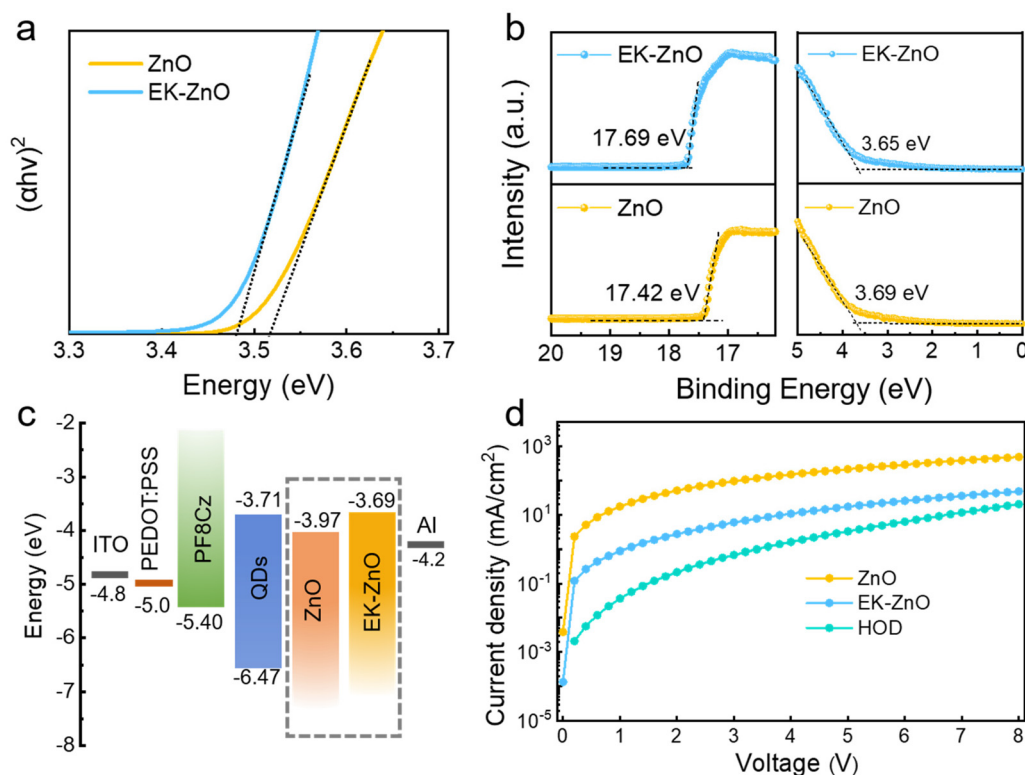 a
ZnO
EK-ZnO
(αhν)²
3.3 3.4 3.5 3.6 3.7
Energy (eV)
b
EK-ZnO
17.69 eV
EK-ZnO
3.65 eV
ZnO
17.42 eV
ZnO
3.69 eV
Intensity (a.u.)
20 19 18 17
5 4 3 2 1 0
Binding Energy (eV)
c
Energy (eV)
-2
-3
-4
-5
-6
-7
-8
ITO
-4.8
PEDOT:PSS
-5.0
PF8Cz
-5.40
-3.71
QDs
-6.47
-3.97
ZnO
-3.69
EK-ZnO
Al
-4.2
d
Current density (mA/cm²)
10³
10¹
10⁻¹
10⁻³
10⁻⁵
ZnO
EK-ZnO
HOD
0 1 2 3 4 5 6 7 8
Voltage (V)